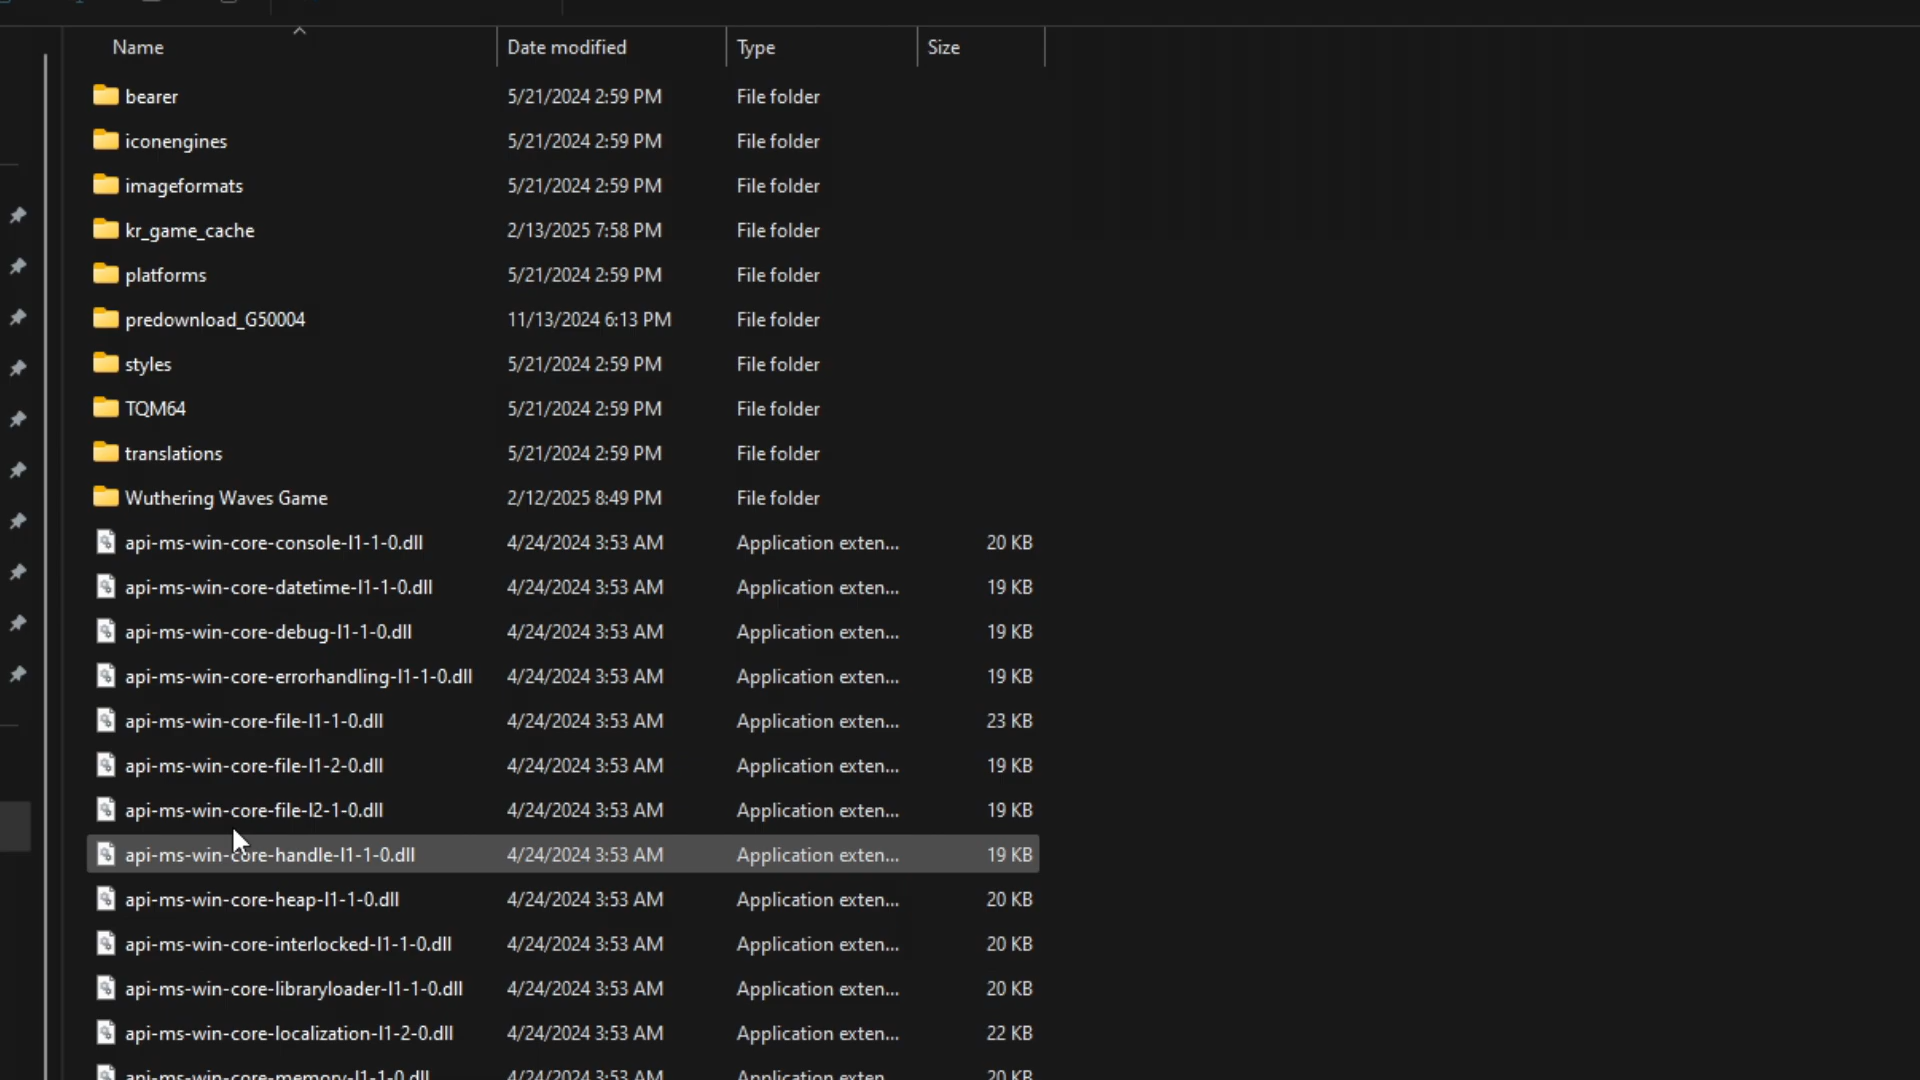 Name Date modified Type Size
bearer 5/21/2024 2:59 PM File folder
iconengines 5/21/2024 2:59 PM File folder
imageformats 5/21/2024 2:59 PM File folder
kr_game_cache 2/13/2025 7:58 PM File folder
platforms 5/21/2024 2:59 PM File folder
predownload_G50004 11/13/2024 6:13 PM File folder
styles 5/21/2024 2:59 PM File folder
TQM64 5/21/2024 2:59 PM File folder
translations 5/21/2024 2:59 PM File folder
Wuthering Waves Game 2/12/2025 8:49 PM File folder
api-ms-win-core-console-l1-1-0.dll 4/24/2024 3:53 AM Application exten... 20 KB
api-ms-win-core-datetime-l1-1-0.dll 4/24/2024 3:53 AM Application exten... 19 KB
api-ms-win-core-debug-l1-1-0.dll 4/24/2024 3:53 AM Application exten... 19 KB
api-ms-win-core-errorhandling-l1-1-0.dll 4/24/2024 3:53 AM Application exten... 19 KB
api-ms-win-core-file-l1-1-0.dll 4/24/2024 3:53 AM Application exten... 23 KB
api-ms-win-core-file-l1-2-0.dll 4/24/2024 3:53 AM Application exten... 19 KB
api-ms-win-core-file-l2-1-0.dll 4/24/2024 3:53 AM Application exten... 19 KB
api-ms-win-core-handle-l1-1-0.dll 4/24/2024 3:53 AM Application exten... 19 KB
api-ms-win-core-heap-l1-1-0.dll 4/24/2024 3:53 AM Application exten... 20 KB
api-ms-win-core-interlocked-l1-1-0.dll 4/24/2024 3:53 AM Application exten... 20 KB
api-ms-win-core-libraryloader-l1-1-0.dll 4/24/2024 3:53 AM Application exten... 20 KB
api-ms-win-core-localization-l1-2-0.dll 4/24/2024 3:53 AM Application exten... 22 KB
api-ms-win-core-memory-l1-1-0.dll 4/24/2024 3:53 AM Application exten... 20 KB